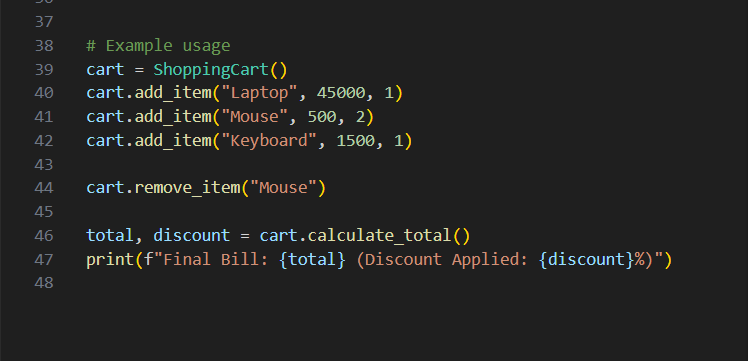 37
38 # Example usage
39 cart = ShoppingCart()
40 cart.add_item("Laptop", 45000, 1)
41 cart.add_item("Mouse", 500, 2)
42 cart.add_item("Keyboard", 1500, 1)
43
44 cart.remove_item("Mouse")
45
46 total, discount = cart.calculate_total()
47 print(f"Final Bill: {total} (Discount Applied: {discount}%)")
48